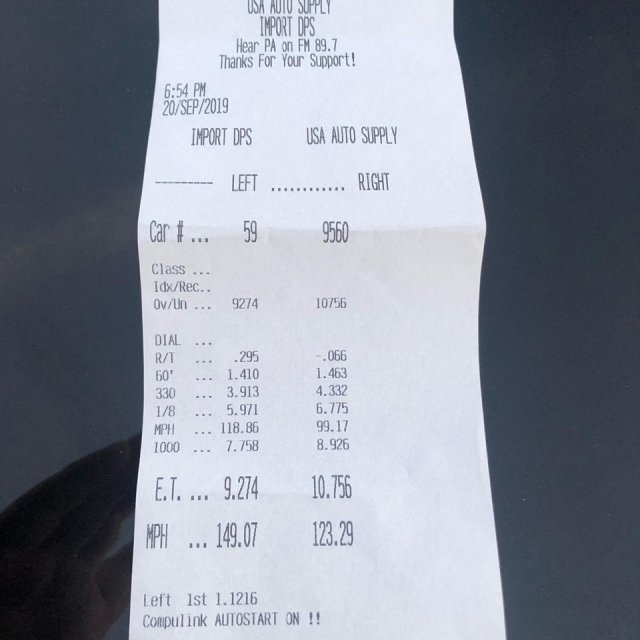 USA AUTO SUPPLY
IMPORT DPS
Hear PA on FM 89.7
Thanks For Your Support!
6:54 PM
20/SEP/2019
IMPORT DPS USA AUTO SUPPLY
--------- LEFT ............ RIGHT
Car # ... 59 9560
Class ...
Idx/Rec..
Ov/Un ... 9274 10756
DIAL ...
R/T ... .295 -.066
60' ... 1.410 1.463
330 ... 3.913 4.332
1/8 ... 5.971 6.775
MPH ... 118.86 99.17
1000 ... 7.758 8.926
E.T. ... 9.274 10.756
MPH ... 149.07 123.29
Left 1st 1.1216
Compulink AUTOSTART ON !!